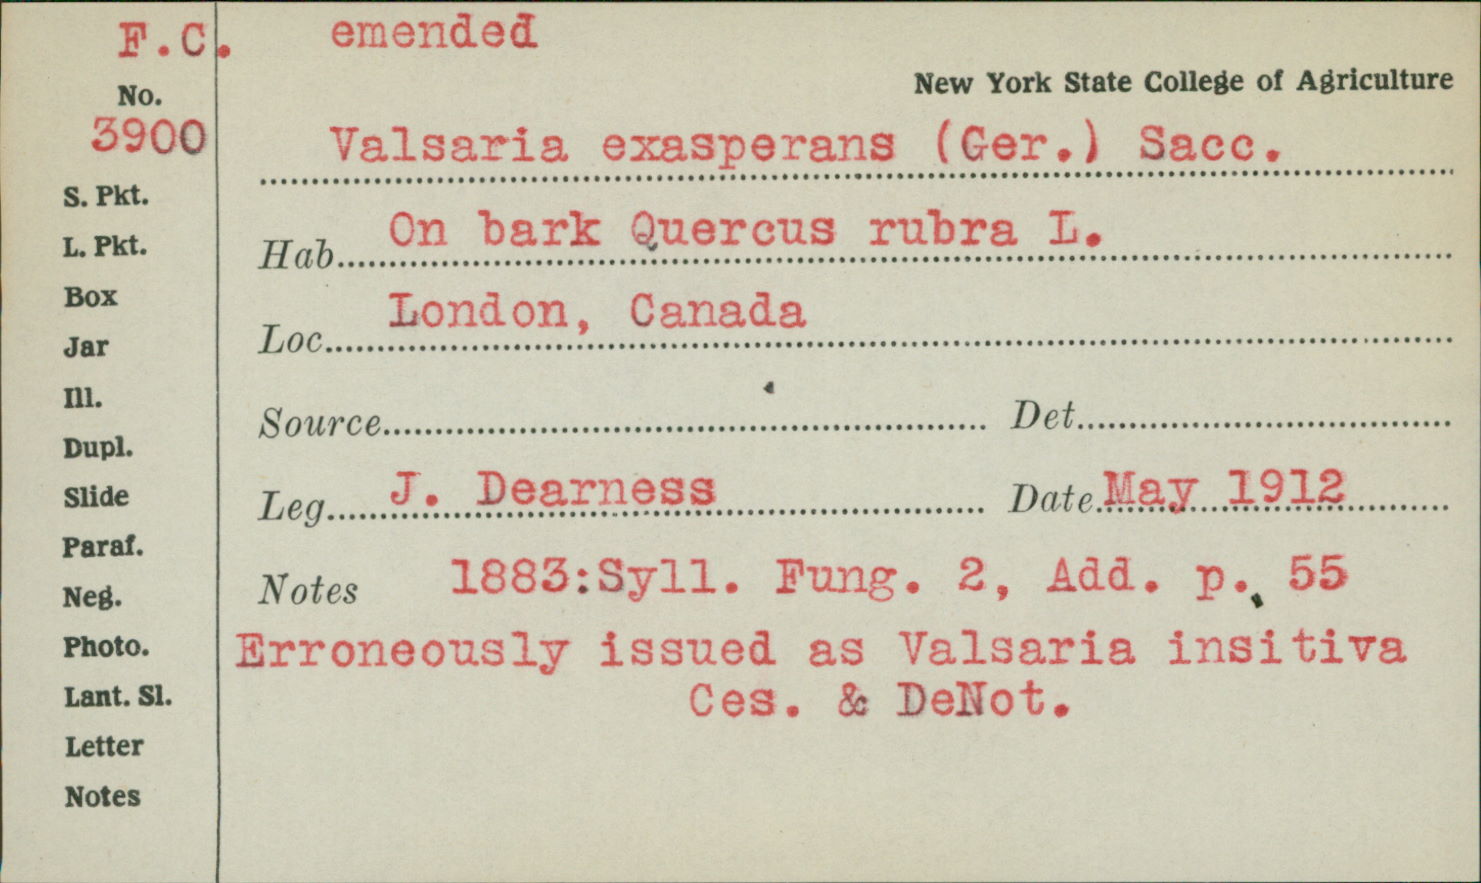 F.C. emended
New York State College of Agriculture
No.
3900
Valsaria exasperans (Ger.) Sacc.
S. Pkt.
L. Pkt.
Hab. On bark Quercus rubra L.
Box
Loc. London, Canada
Jar
Ill.
Source Det.
Dupl.
Slide
Leg. J. Dearness Date May 1912
Paraf.
Notes 1883:Syll. Fung. 2, Add. p. 55
Neg.
Erroneously issued as Valsaria insitiva
Photo.
Ces. & DeNot.
Lant. Sl.
Letter
Notes